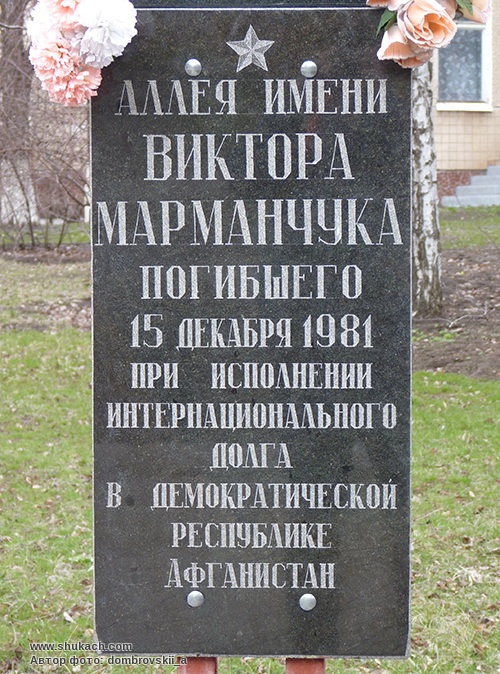 АЛЛЕЯ ИМЕНИ
ВИКТОРА
МАРМАНЧУКА
ПОГИБШЕГО
15 ДЕКАБРЯ 1981
ПРИ ИСПОЛНЕНИИ
ИНТЕРНАЦИОНАЛЬНОГО
ДОЛГА
В ДЕМОКРАТИЧЕСКОЙ
РЕСПУБЛИКЕ
АФГАНИСТАН
www.shukach.com
Автор фото: dombrovskii_a